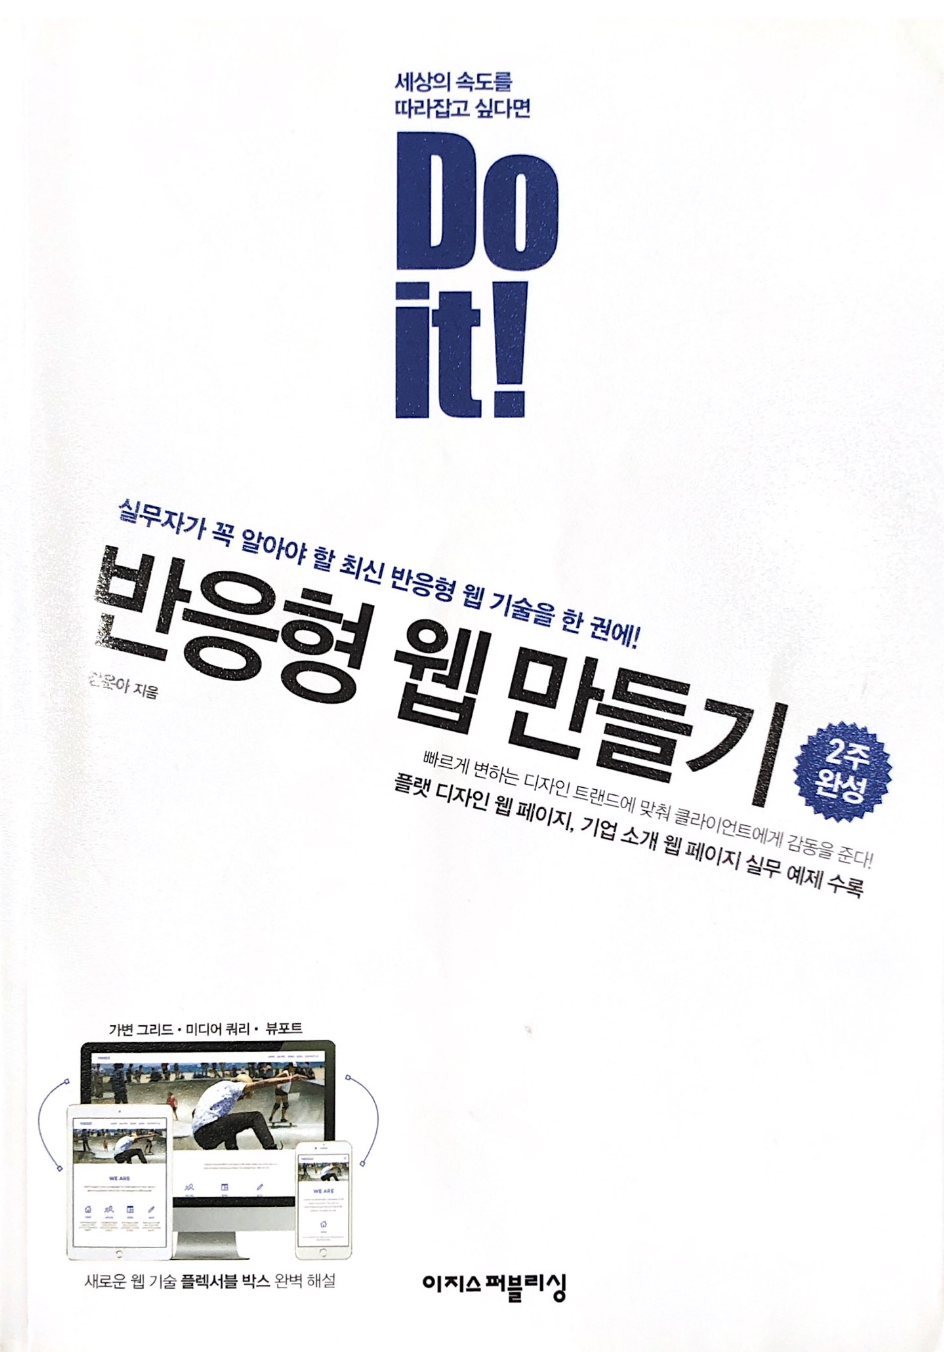 세상의 속도를
따라잡고 싶다면
Do
it!
실무자가 꼭 알아야 할 최신 반응형 웹 기술을 한 권에!
반응형 웹 만들기
지음
2주
완성
빠르게 변하는 디자인 트랜드에 맞춰 클라이언트에게 감동을 준다!
플랫 디자인 웹 페이지, 기업 소개 웹 페이지 실무 예제 수록
가변 그리드 • 미디어 쿼리 • 뷰포트
WE ARE
WE ARE
새로운 웹 기술 플렉서블 박스 완벽 해설
이지스퍼블리싱